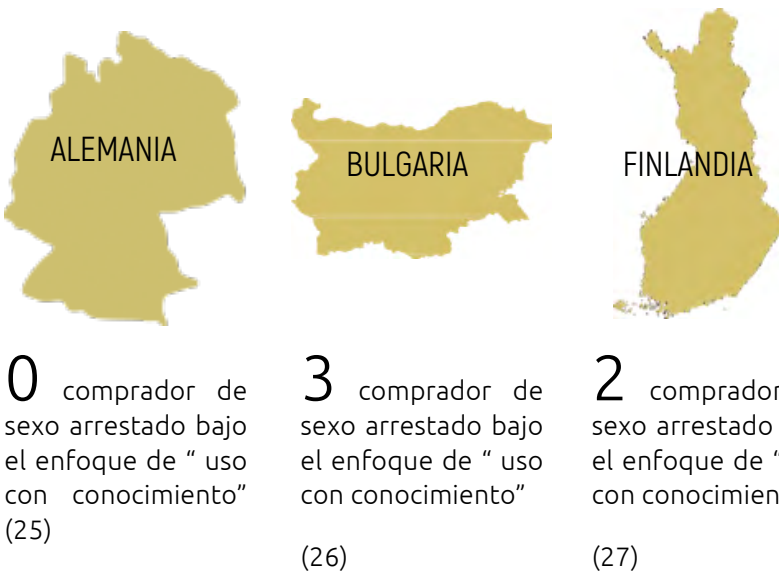 ALEMANIA
BULGARIA
FINLANDIA
0 comprador de
sexo arrestado bajo
el enfoque de “ uso
con conocimiento”
(25)
3 comprador de
sexo arrestado bajo
el enfoque de “ uso
con conocimiento”
(26)
2 comprador
sexo arrestado
el enfoque de “
con conocimien
(27)